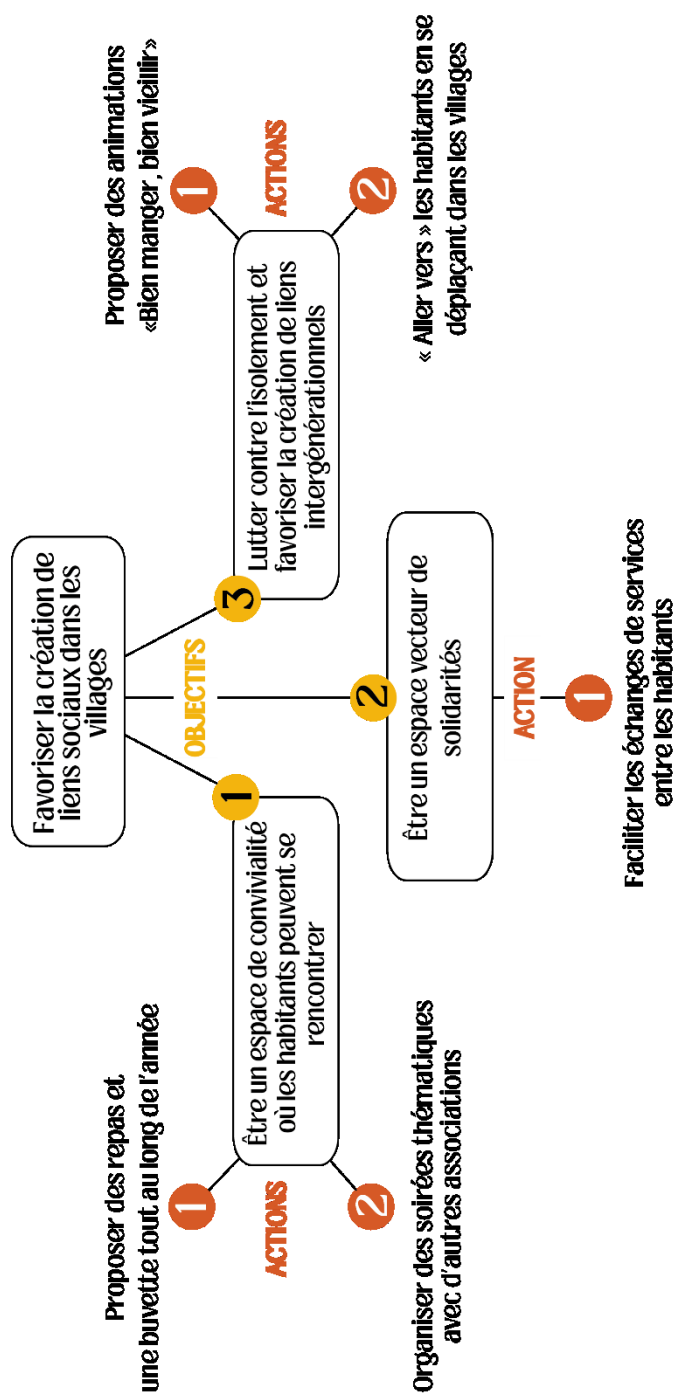 Favoriser la création de
liens sociaux dans les
villages
OBJECTIFS
1
Être un espace de convivialité
où les habitants peuvent se
rencontrer
ACTIONS
1
Proposer des repas et
une buvette tout au long de l'année
2
Organiser des soirées thématiques
avec d'autres associations
2
Être un espace vecteur de
solidarités
ACTION
1
Faciliter les échanges de services
entre les habitants
3
Lutter contre l'isolement et
favoriser la création de liens
intergénérationnels
ACTIONS
1
Proposer des animations
«Bien manger, bien vieillir»
2
« Aller vers » les habitants en se
déplaçant dans les villages